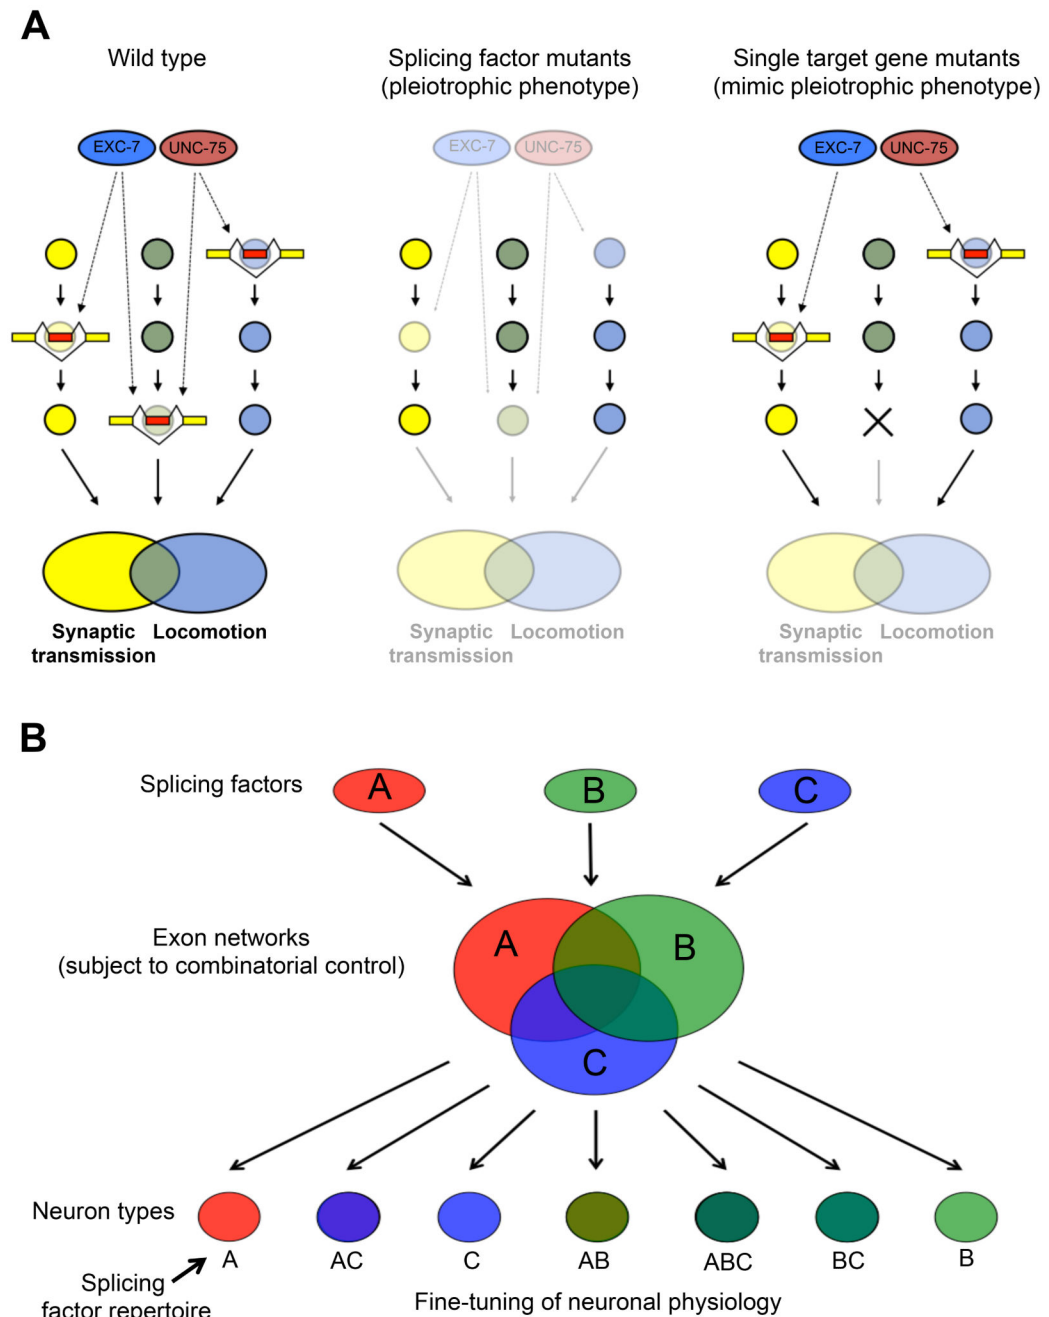 A
Wild type
Splicing factor mutants
(pleiotrophic phenotype)
Single target gene mutants
(mimic pleiotrophic phenotype)
EXC-7 UNC-75
EXC-7 UNC-75
EXC-7 UNC-75
Synaptic Locomotion
transmission
Synaptic Locomotion
transmission
Synaptic Locomotion
transmission
B
Splicing factors
A B C
Exon networks
(subject to combinatorial control)
A B
C
Neuron types
A AC C AB ABC BC B
Splicing
factor repertoire
Fine-tuning of neuronal physiology